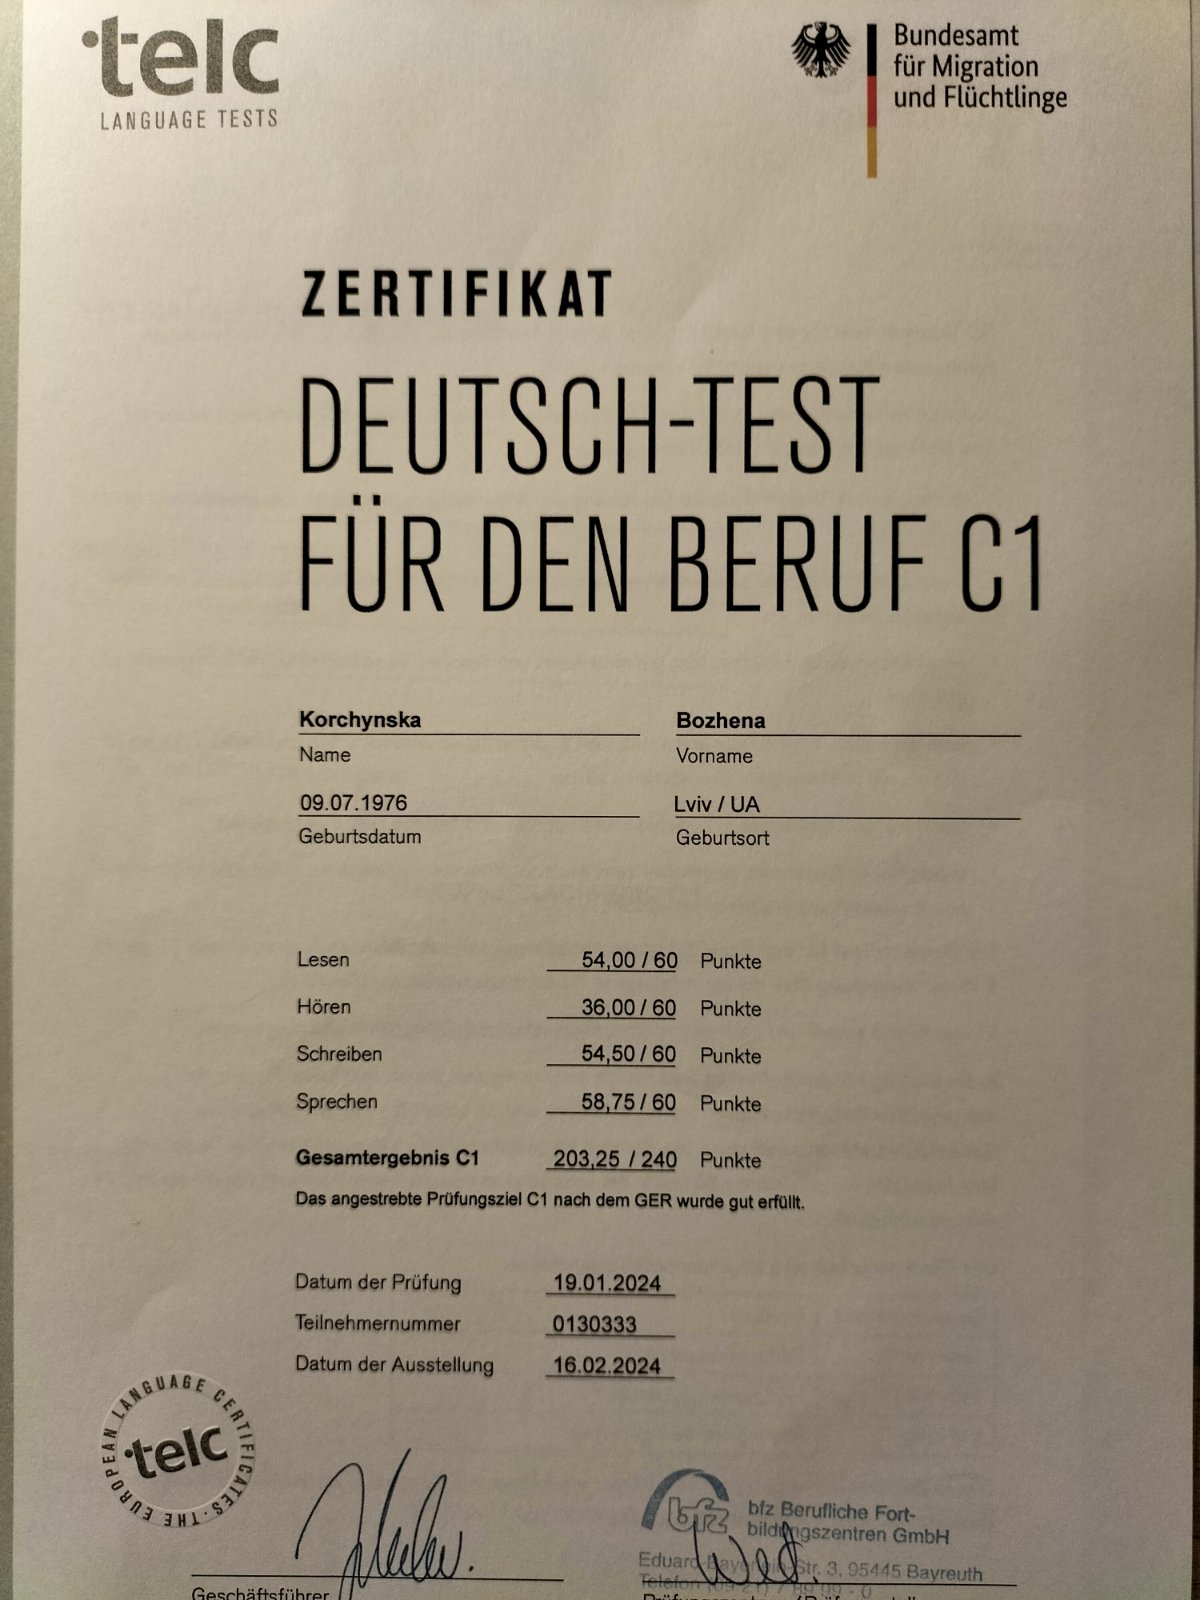 telc
LANGUAGE TESTS
Bundesamt
für Migration
und Flüchtlinge
ZERTIFIKAT
DEUTSCH-TEST
FÜR DEN BERUF C1
Korchynska
Bozhena
Name
Vorname
09.07.1976
Lviv / UA
Geburtsdatum
Geburtsort
Lesen 54,00 / 60 Punkte
Hören 36,00 / 60 Punkte
Schreiben 54,50 / 60 Punkte
Sprechen 58,75 / 60 Punkte
Gesamtergebnis C1 203,25 / 240 Punkte
Das angestrebte Prüfungsziel C1 nach dem GER wurde gut erfüllt.
Datum der Prüfung 19.01.2024
Teilnehmernummer 0130333
Datum der Ausstellung 16.02.2024
THE EUROPEAN LANGUAGE CERTIFICATES
telc
bfz
bfz Berufliche Fort-
bildungszentren GmbH
Str. 3, 95445 Bayreuth
Telefon
Geschäftsführer